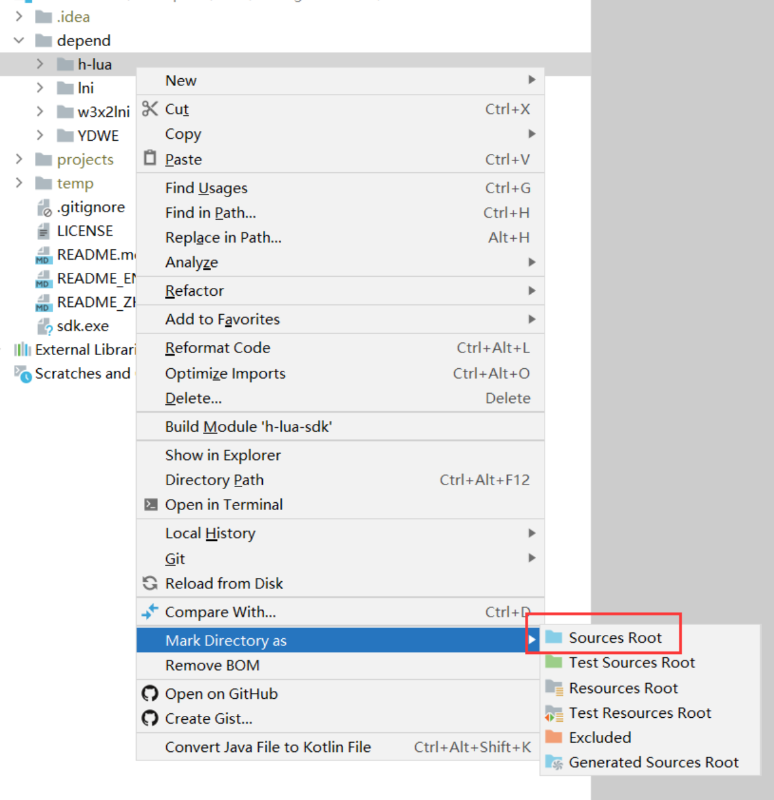 .idea
depend
h-lua
lni
w3x2lni
YDWE
projects
temp
.gitignore
LICENSE
README.m
README_EN
README_ZH
sdk.exe
External Librari
Scratches and
New
Cut Ctrl+X
Copy
Paste Ctrl+V
Find Usages Ctrl+G
Find in Path... Ctrl+H
Replace in Path... Alt+H
Analyze
Refactor
Add to Favorites
Reformat Code Ctrl+Alt+L
Optimize Imports Ctrl+Alt+O
Delete... Delete
Build Module 'h-lua-sdk'
Show in Explorer
Directory Path Ctrl+Alt+F12
Open in Terminal
Local History
Git
Reload from Disk
Compare With... Ctrl+D
Mark Directory as
Remove BOM
Open on GitHub
Create Gist...
Convert Java File to Kotlin File Ctrl+Alt+Shift+K
Sources Root
Test Sources Root
Resources Root
Test Resources Root
Excluded
Generated Sources Root